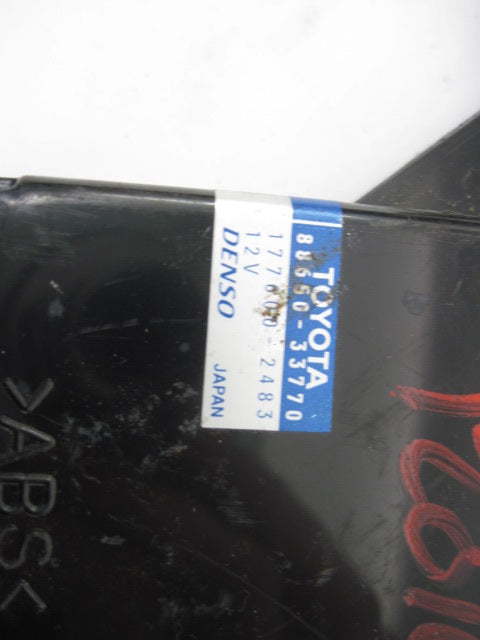 TOYOTA
88650-33770
177600-2483
12V
DENSO JAPAN
>ABS<